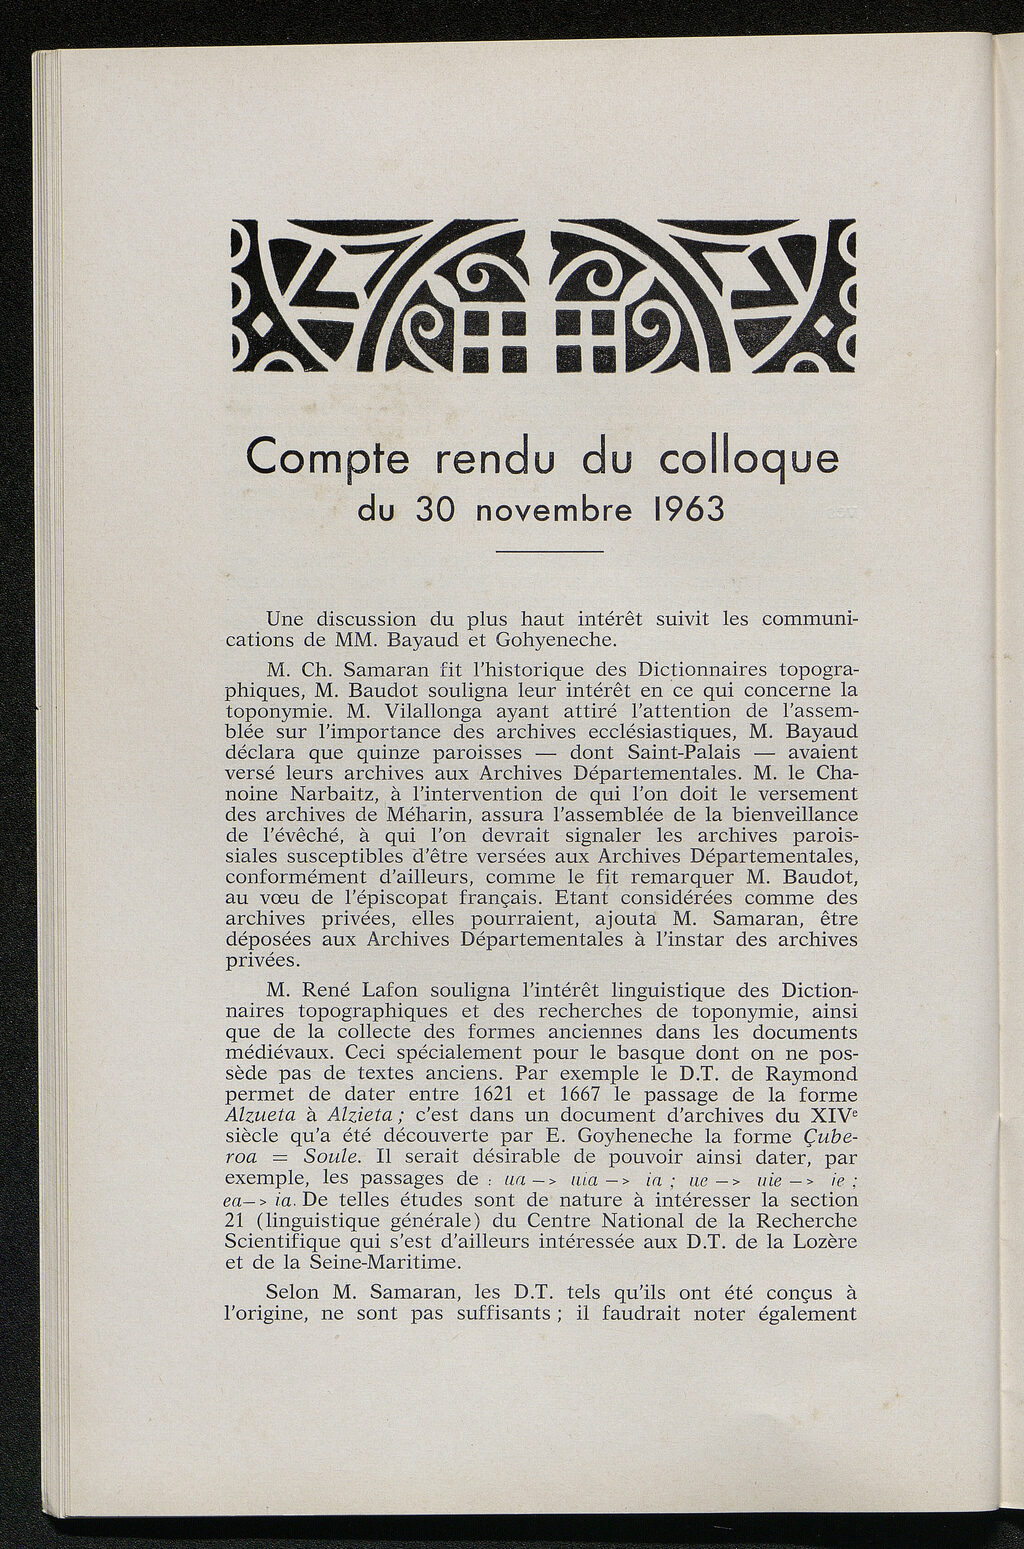 Compte rendu du colloque
du 30 novembre 1963
Une discussion du plus haut intérêt suivit les communi-
cations de MM. Bayaud et Gohyeneche.
M. Ch. Samaran fit l'historique des Dictionnaires topogra-
phiques, M. Baudot souligna leur intérêt en ce qui concerne la
toponymie. M. Vilallonga ayant attiré l'attention de l'assem-
blée sur l'importance des archives ecclésiastiques, M. Bayaud
déclara que quinze paroisses — dont Saint-Palais — avaient
versé leurs archives aux Archives Départementales. M. le Cha-
noine Narbaitz, à l'intervention de qui l'on doit le versement
des archives de Méharin, assura l'assemblée de la bienveillance
de l'évêché, à qui l'on devrait signaler les archives parois-
siales susceptibles d'être versées aux Archives Départementales,
conformément d'ailleurs, comme le fit remarquer M. Baudot,
au vœu de l'épiscopat français. Etant considérées comme des
archives privées, elles pourraient, ajouta M. Samaran, être
déposées aux Archives Départementales à l'instar des archives
privées.
M. René Lafon souligna l'intérêt linguistique des Diction-
naires topographiques et des recherches de toponymie, ainsi
que de la collecte des formes anciennes dans les documents
médiévaux. Ceci spécialement pour le basque dont on ne pos-
sède pas de textes anciens. Par exemple le D.T. de Raymond
permet de dater entre 1621 et 1667 le passage de la forme
Alzueta à Alzieta ; c'est dans un document d'archives du XIVe
siècle qu'a été découverte par E. Goyheneche la forme Çube-
roa = Soule. Il serait désirable de pouvoir ainsi dater, par
exemple, les passages de : ua —> uia —> ia ; ue —> uie —> ie ;
ea—> ia. De telles études sont de nature à intéresser la section
21 (linguistique générale) du Centre National de la Recherche
Scientifique qui s'est d'ailleurs intéressée aux D.T. de la Lozère
et de la Seine-Maritime.
Selon M. Samaran, les D.T. tels qu'ils ont été conçus à
l'origine, ne sont pas suffisants ; il faudrait noter également